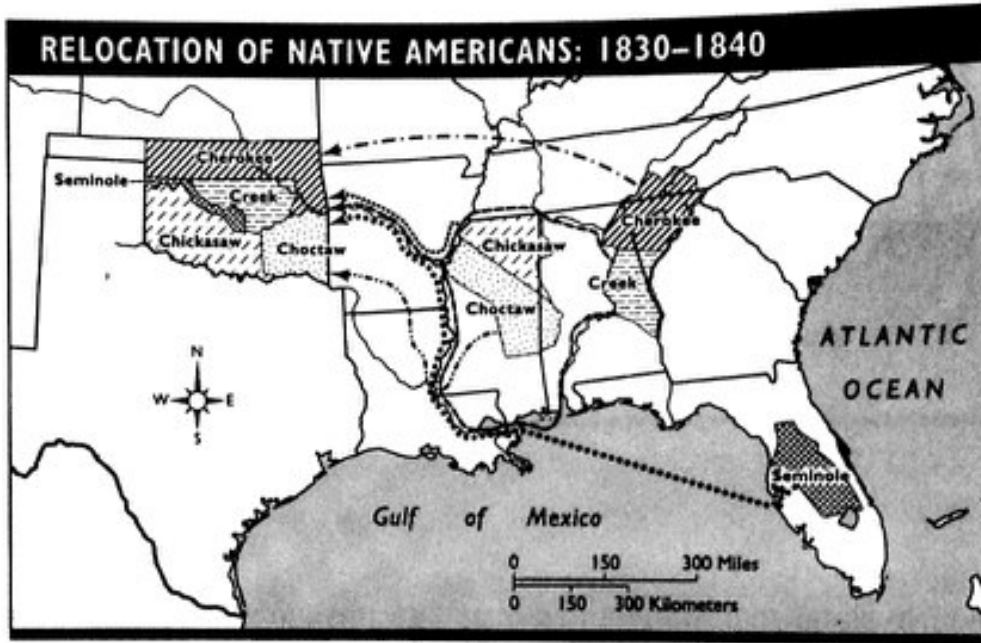 RELOCATION OF NATIVE AMERICANS: 1830–1840
Cherokee
Seminole
Creek
Chickasaw
Choctaw
Chickasaw
Choctaw
Cherokee
Creek
N
W E
S
ATLANTIC
OCEAN
Seminole
Gulf of Mexico
0 150 300 Miles
0 150 300 Kilometers